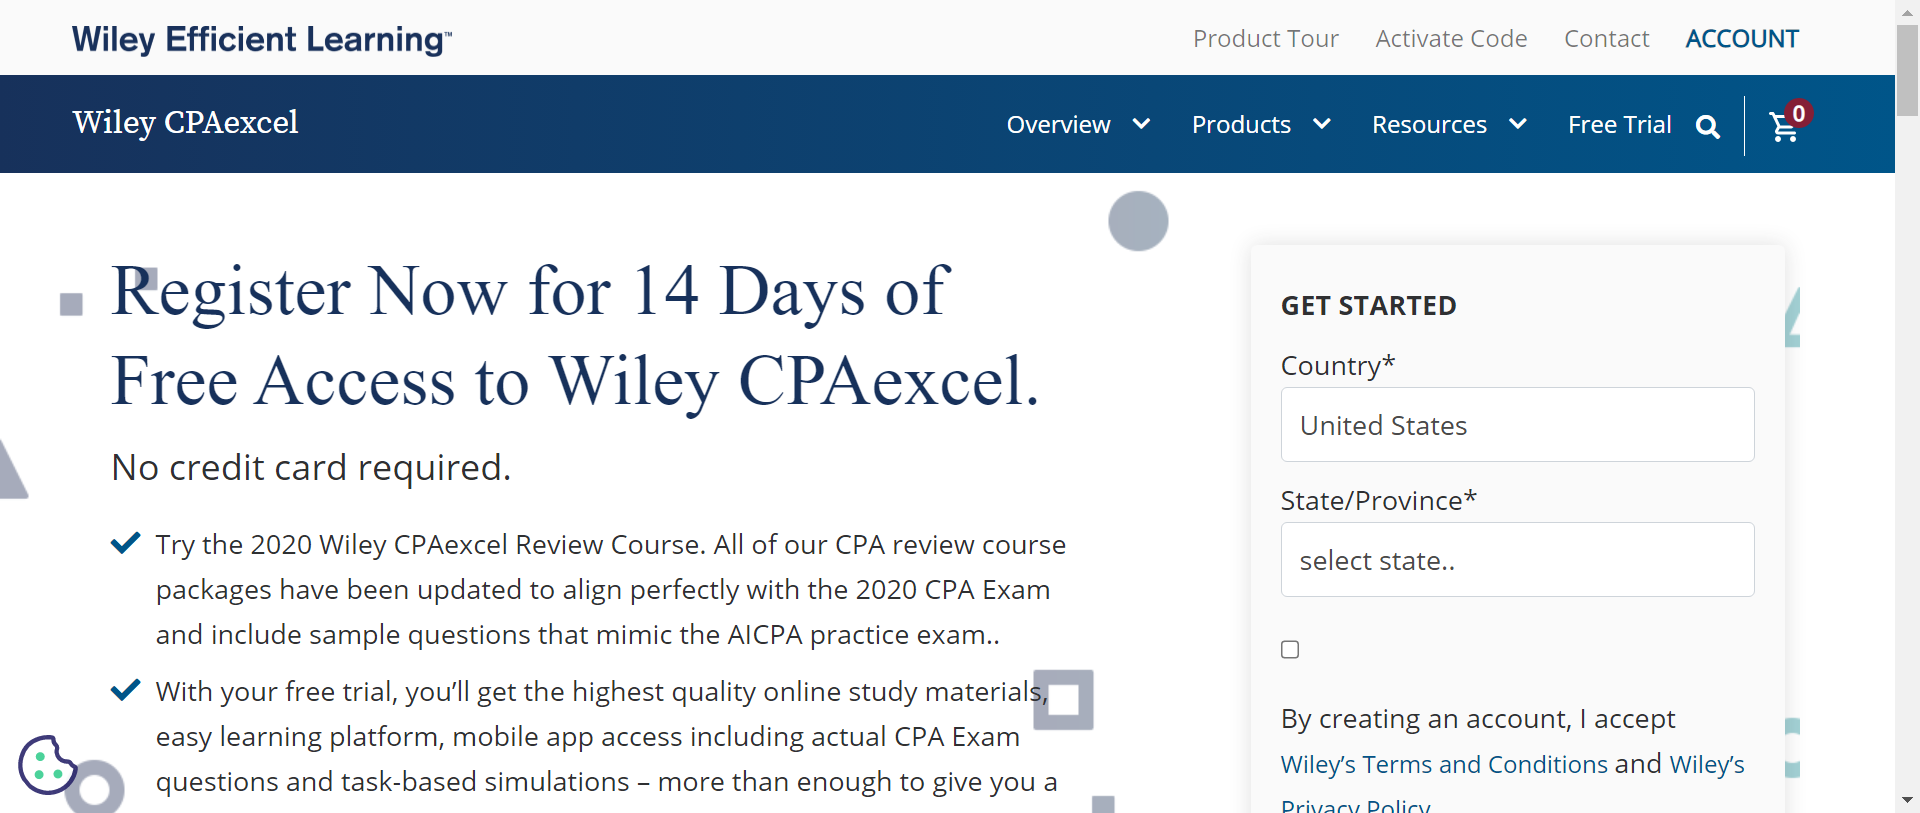 Wiley Efficient Learning™
Product Tour
Activate Code
Contact
ACCOUNT
Wiley CPAexcel
Overview
Products
Resources
Free Trial
0
Register Now for 14 Days of
Free Access to Wiley CPAexcel.
No credit card required.
Try the 2020 Wiley CPAexcel Review Course. All of our CPA review course
packages have been updated to align perfectly with the 2020 CPA Exam
and include sample questions that mimic the AICPA practice exam..
With your free trial, you’ll get the highest quality online study materials,
easy learning platform, mobile app access including actual CPA Exam
questions and task-based simulations – more than enough to give you a
GET STARTED
Country*
United States
State/Province*
select state..
By creating an account, I accept
Wiley’s Terms and Conditions and Wiley’s
Privacy Policy